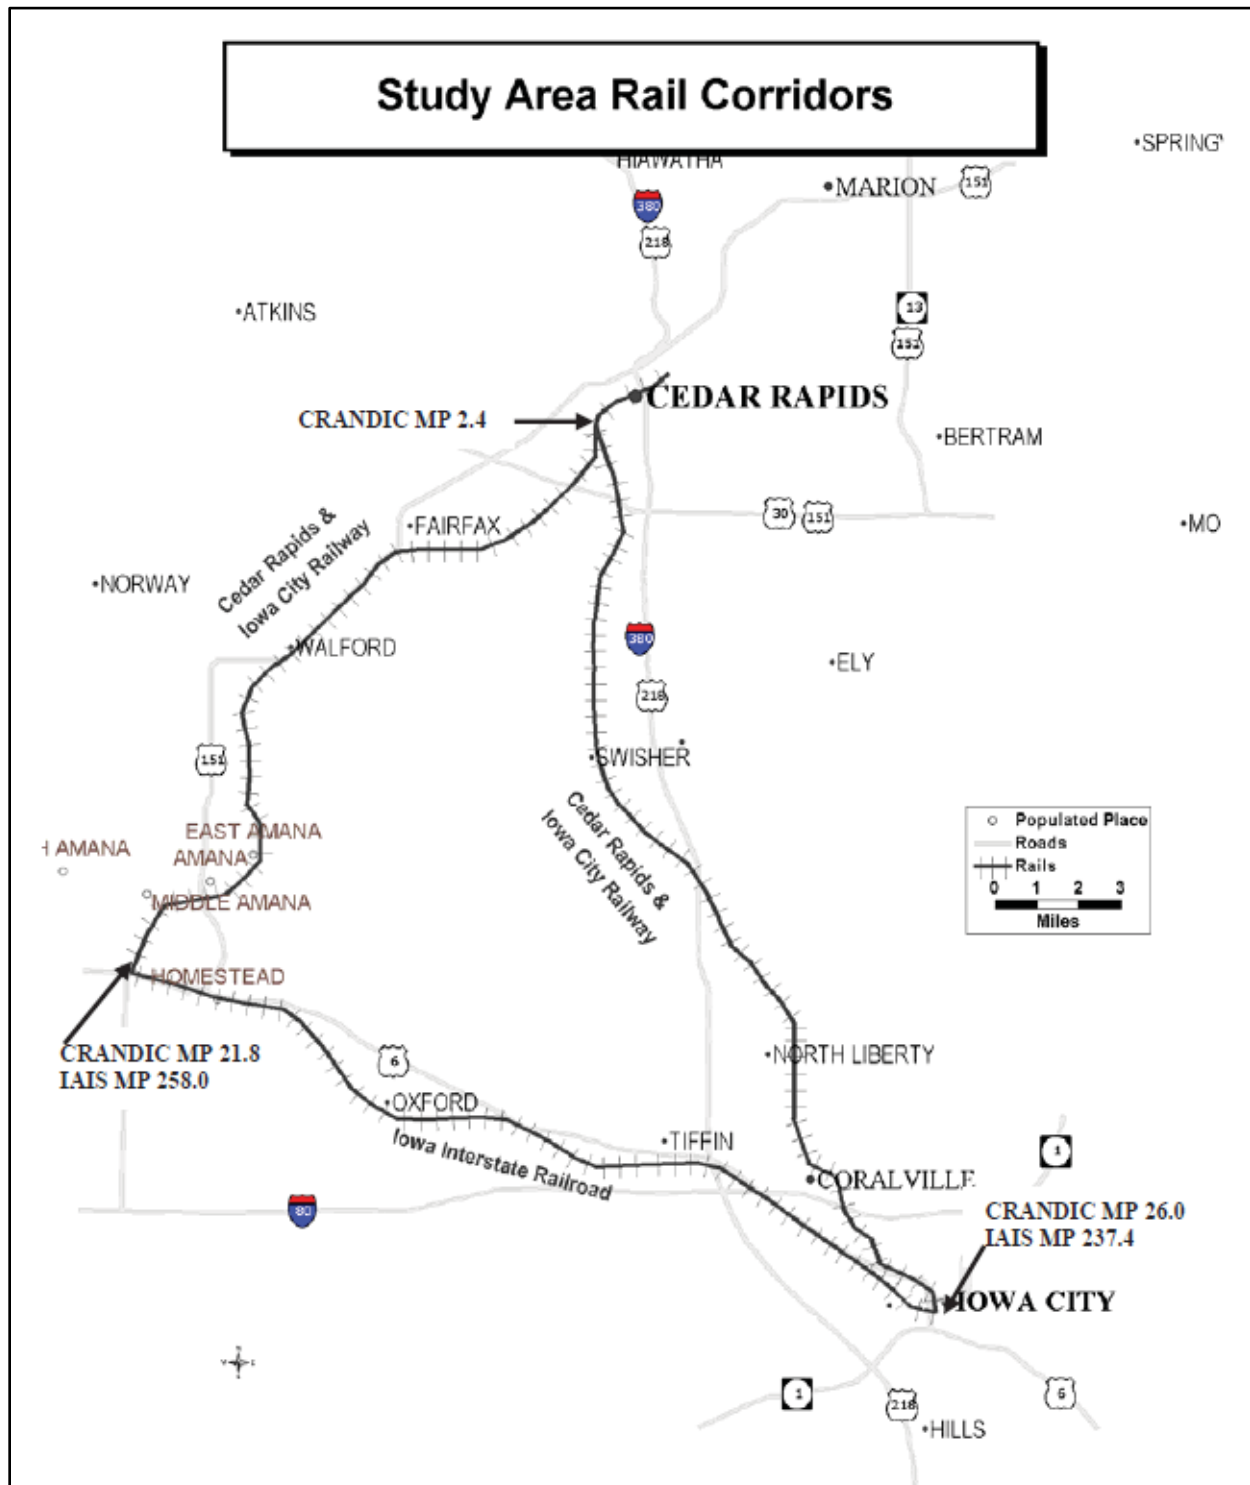 Study Area Rail Corridors
HIAWATHA
SPRING
MARION
151
380
218
ATKINS
13
151
CEDAR RAPIDS
CRANDIC MP 2.4
BERTRAM
FAIRFAX
30
151
MO
Cedar Rapids &
Iowa City Railway
NORWAY
WALFORD
380
ELY
218
151
SWISHER
Cedar Rapids &
Iowa City Railway
Populated Place
Roads
Rails
0 1 2 3
Miles
EAST AMANA
H AMANA
AMANA
MIDDLE AMANA
HOMESTEAD
CRANDIC MP 21.8
IAIS MP 258.0
6
NORTH LIBERTY
OXFORD
Iowa Interstate Railroad
TIFFIN
1
CORALVILLE
80
CRANDIC MP 26.0
IAIS MP 237.4
IOWA CITY
1
218
6
HILLS